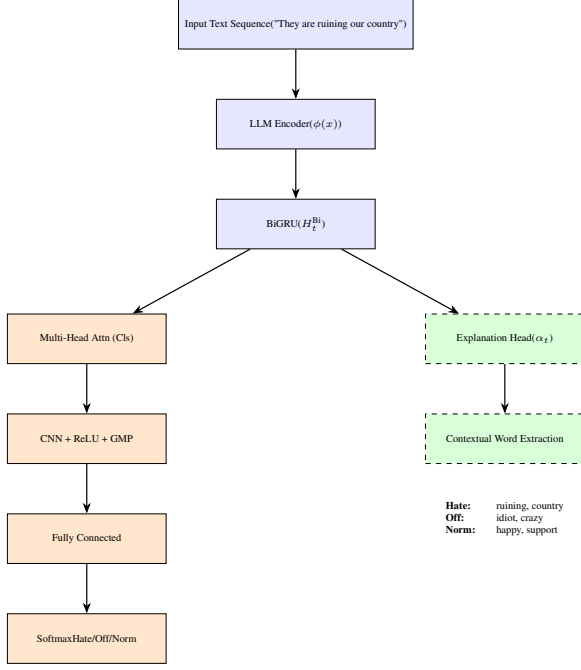 Input Text Sequence("They are ruining our country")
LLM Encoder(ϕ(x))
BiGRU(H_t^Bi)
Multi-Head Attn (Cls)
Explanation Head(α_t)
CNN + ReLU + GMP
Contextual Word Extraction
Hate: ruining, country
Off: idiot, crazy
Norm: happy, support
Fully Connected
SoftmaxHate/Off/Norm